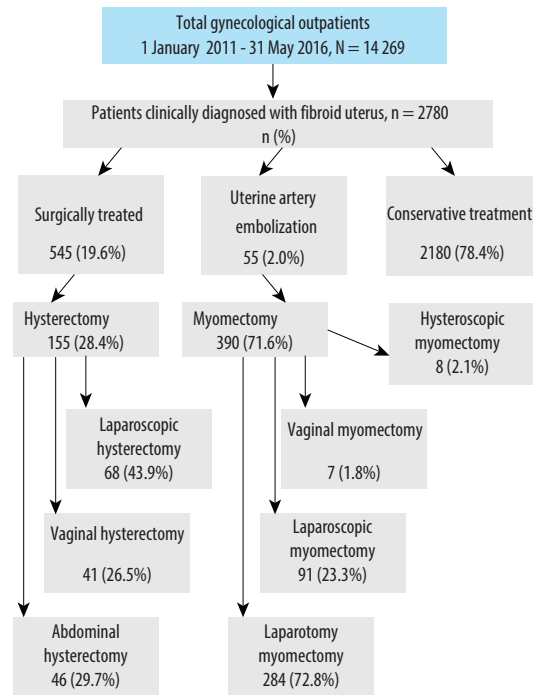 Total gynecological outpatients
1 January 2011 - 31 May 2016, N = 14 269
Patients clinically diagnosed with fibroid uterus, n = 2780
n (%)
Surgically treated
545 (19.6%)
Uterine artery
embolization
55 (2.0%)
Conservative treatment
2180 (78.4%)
Hysterectomy
155 (28.4%)
Myomectomy
390 (71.6%)
Hysteroscopic
myomectomy
8 (2.1%)
Laparoscopic
hysterectomy
68 (43.9%)
Vaginal myomectomy
7 (1.8%)
Vaginal hysterectomy
41 (26.5%)
Laparoscopic
myomectomy
91 (23.3%)
Abdominal
hysterectomy
46 (29.7%)
Laparotomy
myomectomy
284 (72.8%)